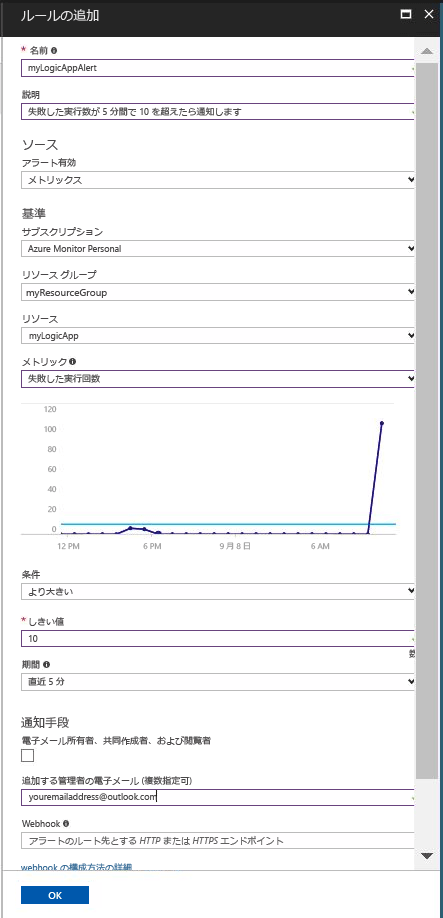 ルールの追加
* 名前
myLogicAppAlert
説明
失敗した実行数が 5 分間で 10 を超えたら通知します
ソース
アラート有効
メトリックス
基準
サブスクリプション
Azure Monitor Personal
リソース グループ
myResourceGroup
リソース
myLogicApp
メトリック
失敗した実行回数
120
100
80
60
40
20
0
12 PM 6 PM 9 月 8 日 6 AM
条件
より大きい
* しきい値
10
数
期間
直近 5 分
通知手段
電子メール所有者、共同作成者、および閲覧者
追加する管理者の電子メール (複数指定可)
youremailaddress@outlook.com
Webhook
アラートのルート先とする HTTP または HTTPS エンドポイント
webhook の構成方法の詳細
OK